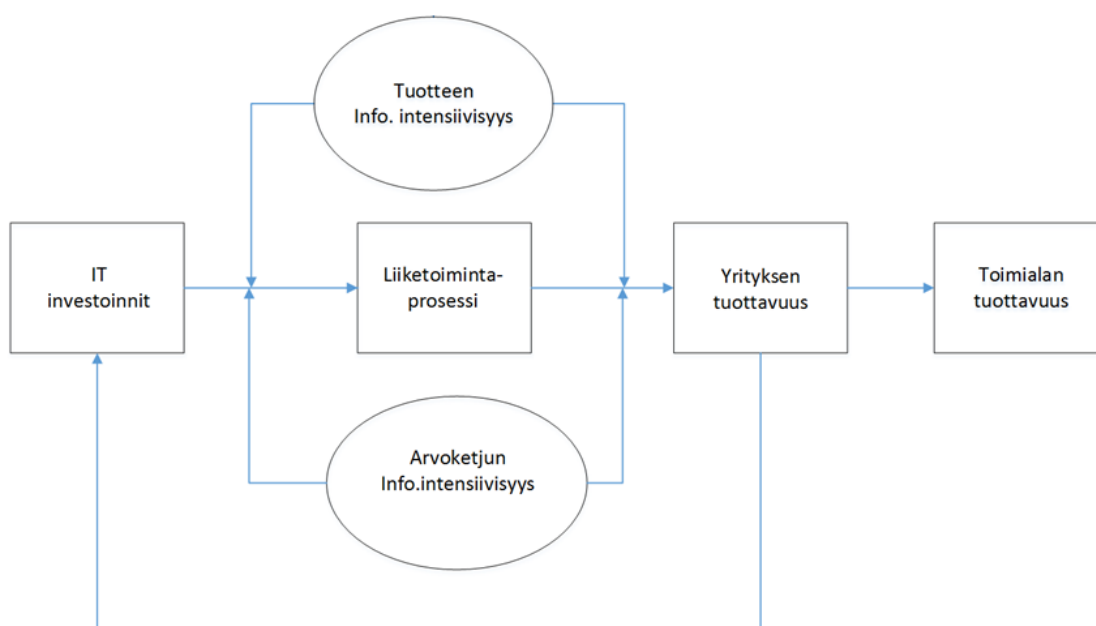 Tuotteen
Info. intensiivisyys
IT
investoinnit
Liiketoiminta-
prosessi
Yrityksen
tuottavuus
Toimialan
tuottavuus
Arvoketjun
Info.intensiivisyys